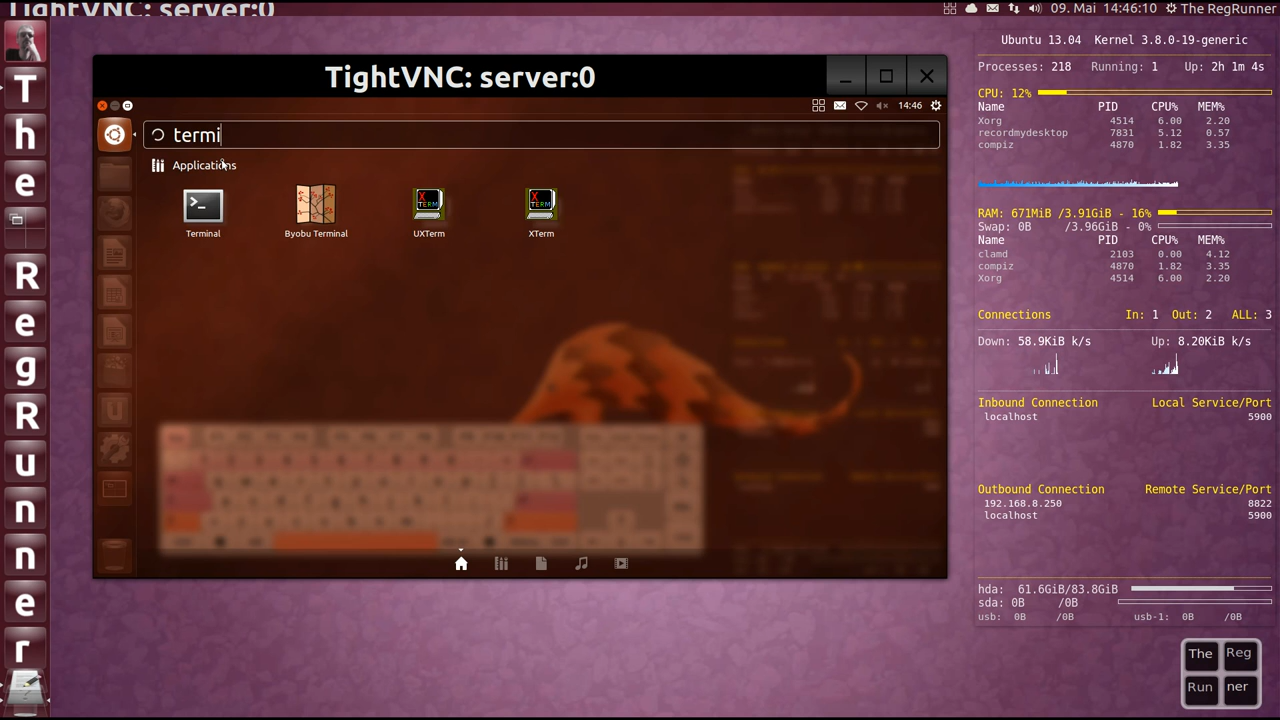 TightVNC: server:0
09. Mai 14:46:10 The RegRunner
T
h
e
R
e
g
R
u
n
n
e
r
TightVNC: server:0
14:46
termi
Applications
Terminal
Byobu Terminal
UXTerm
XTerm
X
TERM
X
TERM
U
Ubuntu 13.04 Kernel 3.8.0-19-generic
Processes: 218 Running: 1 Up: 2h 1m 4s
CPU: 12%
Name PID CPU% MEM%
Xorg 4514 6.00 2.20
recordmydesktop 7831 5.12 0.57
compiz 4870 1.82 3.35
RAM: 671MiB /3.91GiB - 16%
Swap: 0B /3.96GiB - 0%
Name PID CPU% MEM%
clamd 2103 0.00 4.12
compiz 4870 1.82 3.35
Xorg 4514 6.00 2.20
Connections In: 1 Out: 2 ALL: 3
Down: 58.9KiB k/s Up: 8.20KiB k/s
Inbound Connection Local Service/Port
localhost 5900
Outbound Connection Remote Service/Port
192.168.8.250 8822
localhost 5900
hda: 61.6GiB/83.8GiB
sda: 0B /0B
usb: 0B /0B usb-1: 0B /0B
The Reg
Run ner